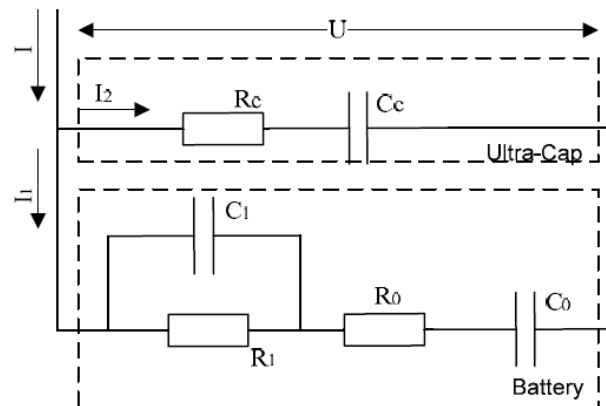 U
I
I2
Rc
Cc
Ultra-Cap
I1
C1
R0
C0
R1
Battery